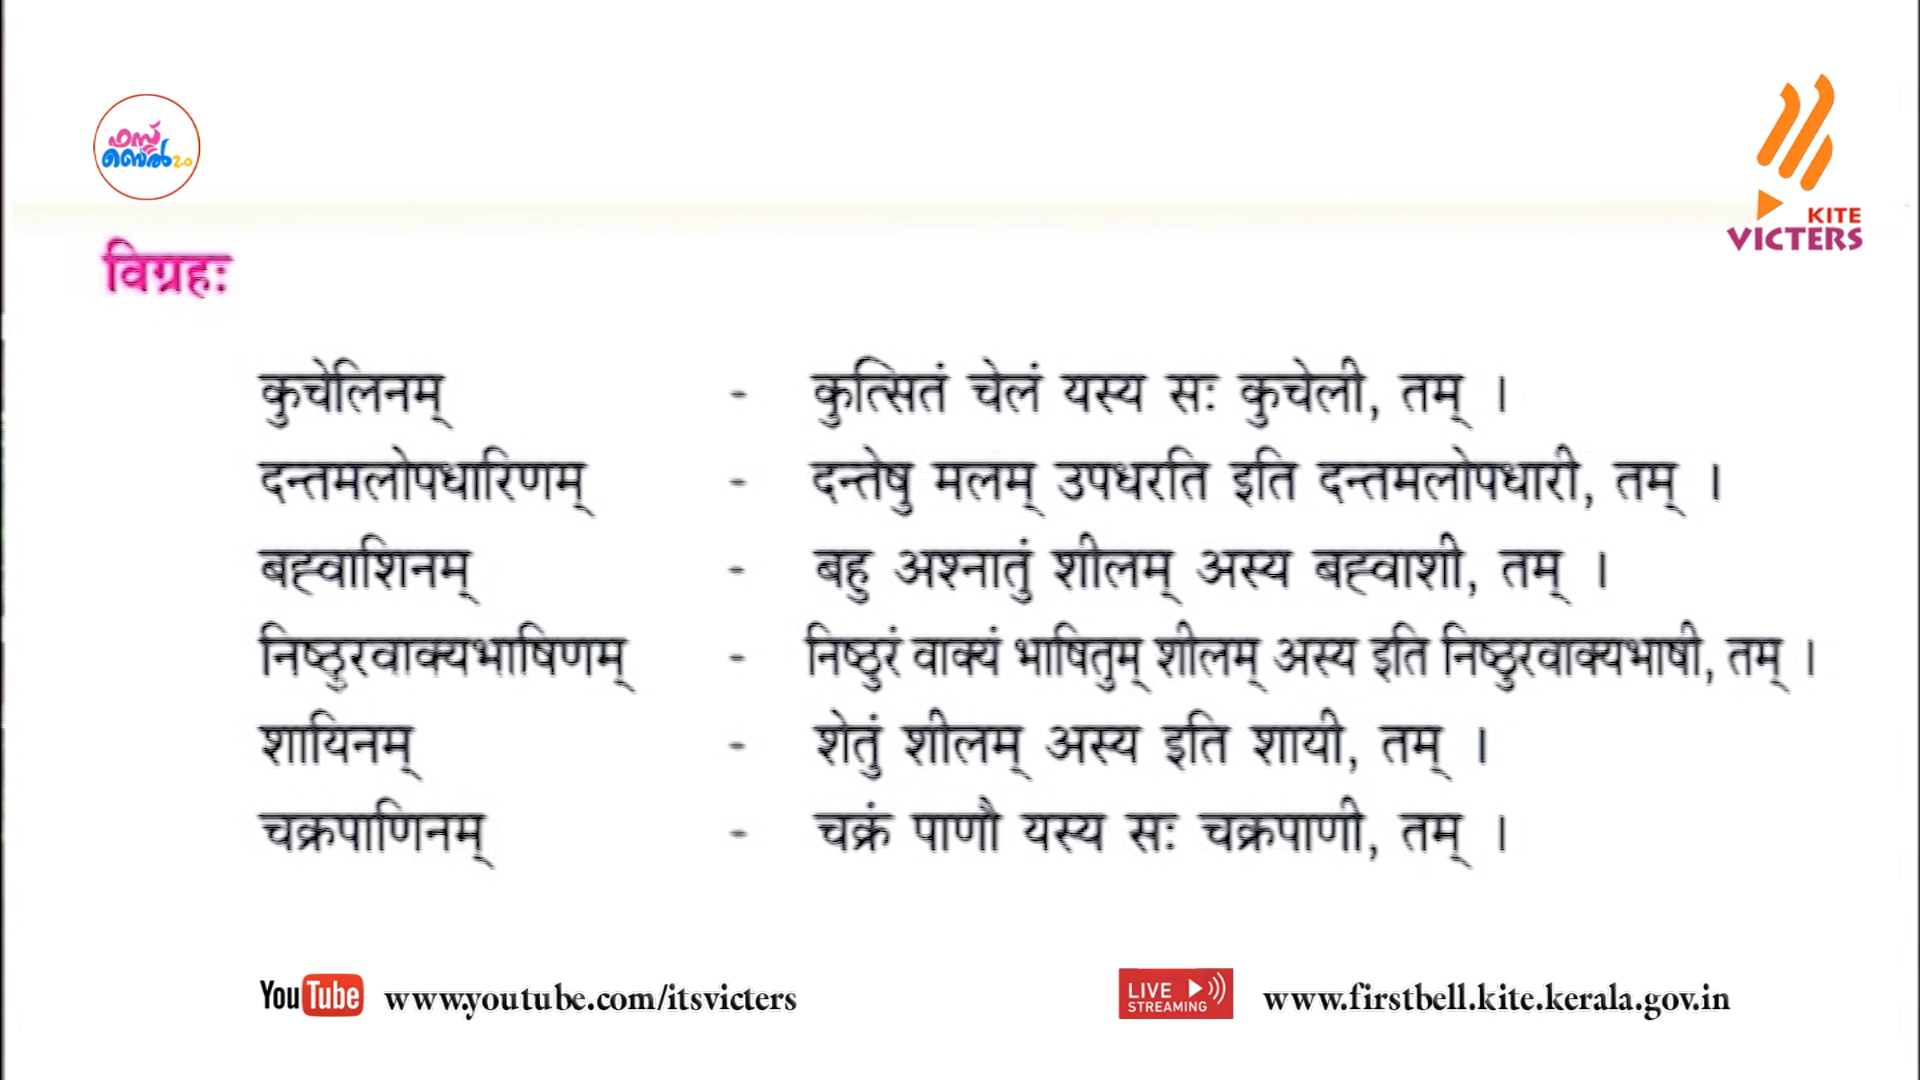 ഫസ്റ്റ്
ബെൽ 2.0
KITE
VICTERS
विग्रहः
कुचेलिनम् - कुत्सितं चेलं यस्य सः कुचेली, तम् ।
दन्तमलोपधारिणम् - दन्तेषु मलम् उपधरति इति दन्तमलोपधारी, तम् ।
बह्वाशिनम् - बहु अश्नातुं शीलम् अस्य बह्वाशी, तम् ।
निष्ठुरवाक्यभाषिणम् - निष्ठुरं वाक्यं भाषितुम् शीलम् अस्य इति निष्ठुरवाक्यभाषी, तम् ।
शायिनम् - शेतुं शीलम् अस्य इति शायी, तम् ।
चक्रपाणिनम् - चक्रं पाणौ यस्य सः चक्रपाणी, तम् ।
YouTube www.youtube.com/itsvicters
LIVE STREAMING www.firstbell.kite.kerala.gov.in